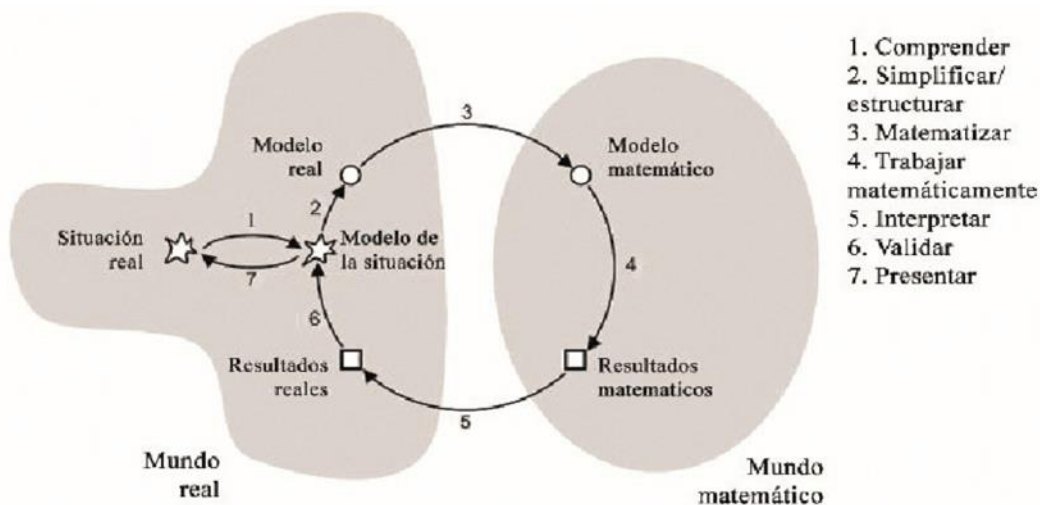 1. Comprender
2. Simplificar/
estructurar
3. Matematizar
4. Trabajar
matemáticamente
5. Interpretar
6. Validar
7. Presentar
3
Modelo
real
Modelo
matemático
2
1
Situación
real
Modelo de
la situación
7
4
6
Resultados
reales
Resultados
matematicos
5
Mundo
real
Mundo
matemático